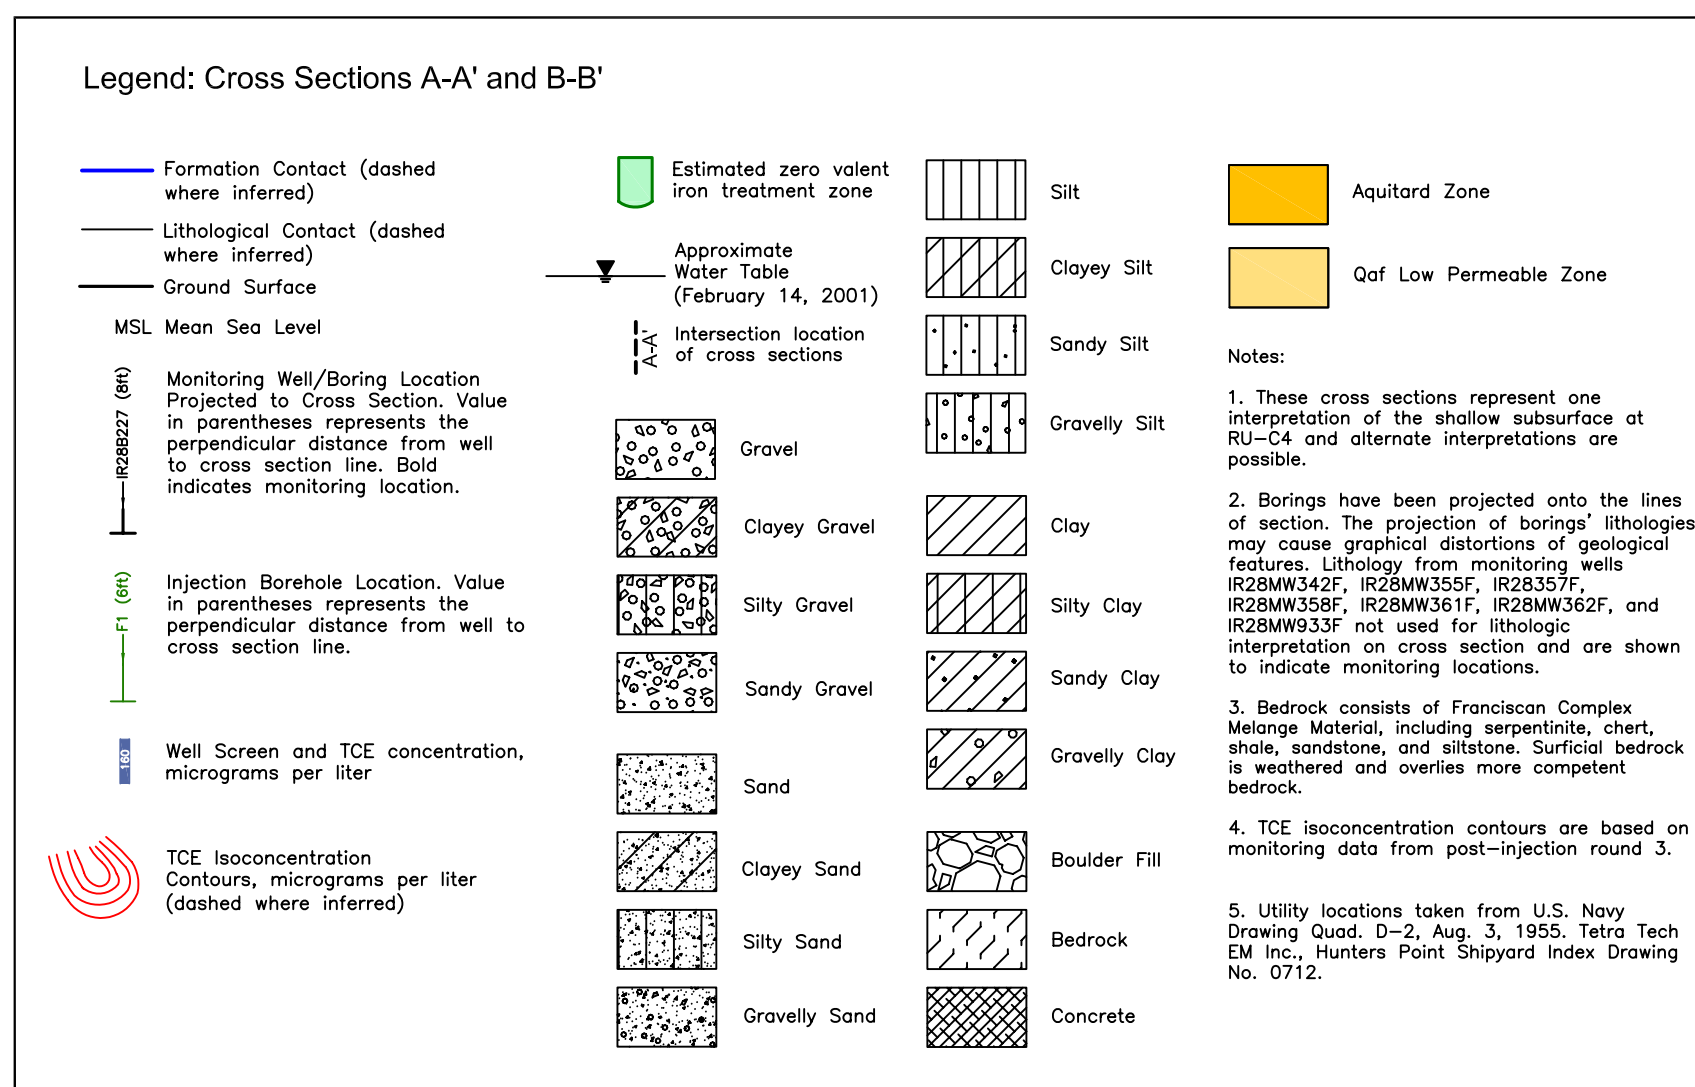 Legend: Cross Sections A-A' and B-B'
Formation Contact (dashed
where inferred)
Lithological Contact (dashed
where inferred)
Ground Surface
MSL Mean Sea Level
IR28B227 (8ft)
Monitoring Well/Boring Location
Projected to Cross Section. Value
in parentheses represents the
perpendicular distance from well
to cross section line. Bold
indicates monitoring location.
F1 (6ft)
Injection Borehole Location. Value
in parentheses represents the
perpendicular distance from well to
cross section line.
160
Well Screen and TCE concentration,
micrograms per liter
TCE Isoconcentration
Contours, micrograms per liter
(dashed where inferred)
Estimated zero valent
iron treatment zone
Approximate
Water Table
(February 14, 2001)
A-A'
Intersection location
of cross sections
Gravel
Clayey Gravel
Silty Gravel
Sandy Gravel
Sand
Clayey Sand
Silty Sand
Gravelly Sand
Silt
Clayey Silt
Sandy Silt
Gravelly Silt
Clay
Silty Clay
Sandy Clay
Gravelly Clay
Boulder Fill
Bedrock
Concrete
Aquitard Zone
Qaf Low Permeable Zone
Notes:
1. These cross sections represent one
interpretation of the shallow subsurface at
RU-C4 and alternate interpretations are
possible.
2. Borings have been projected onto the lines
of section. The projection of borings' lithologies
may cause graphical distortions of geological
features. Lithology from monitoring wells
IR28MW342F, IR28MW355F, IR28357F,
IR28MW358F, IR28MW361F, IR28MW362F, and
IR28MW933F not used for lithologic
interpretation on cross section and are shown
to indicate monitoring locations.
3. Bedrock consists of Franciscan Complex
Melange Material, including serpentinite, chert,
shale, sandstone, and siltstone. Surficial bedrock
is weathered and overlies more competent
bedrock.
4. TCE isoconcentration contours are based on
monitoring data from post-injection round 3.
5. Utility locations taken from U.S. Navy
Drawing Quad. D-2, Aug. 3, 1955. Tetra Tech
EM Inc., Hunters Point Shipyard Index Drawing
No. 0712.